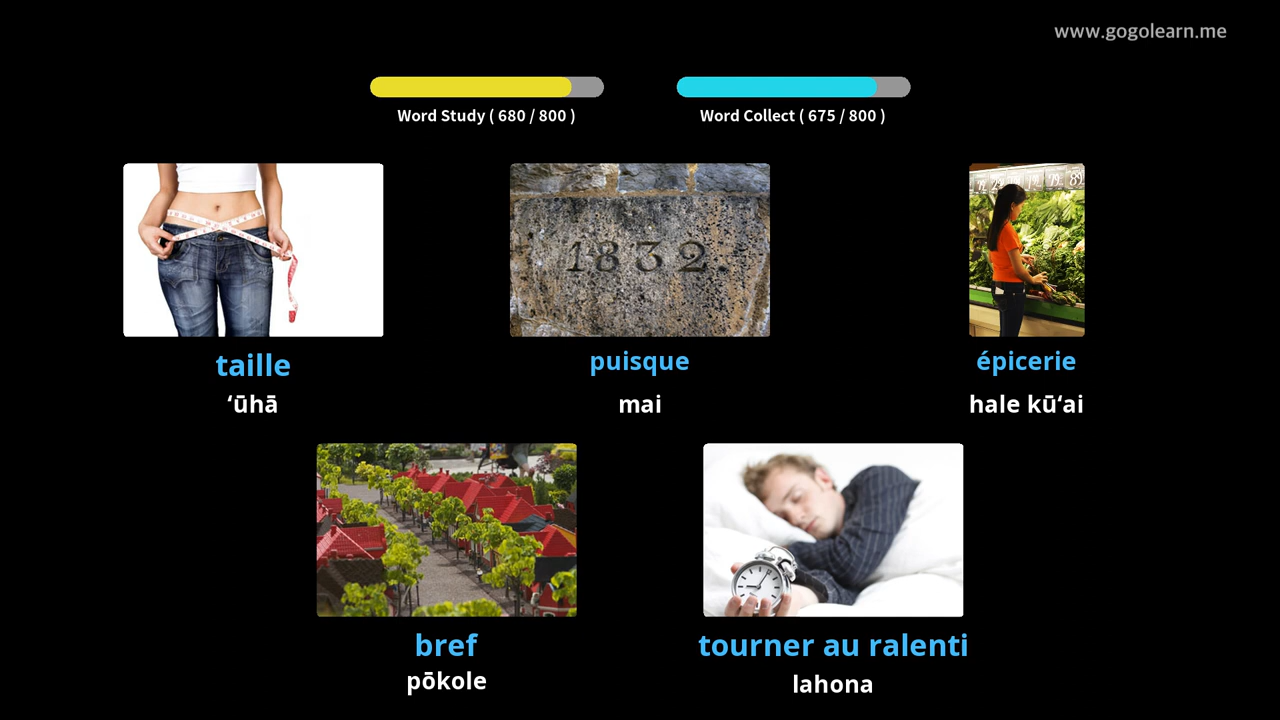 www.gogolearn.me
Word Study ( 680 / 800 )
Word Collect ( 675 / 800 )
1832.
taille
puisque
épicerie
ʻūhā
mai
hale kūʻai
bref
tourner au ralenti
pōkole
lahona